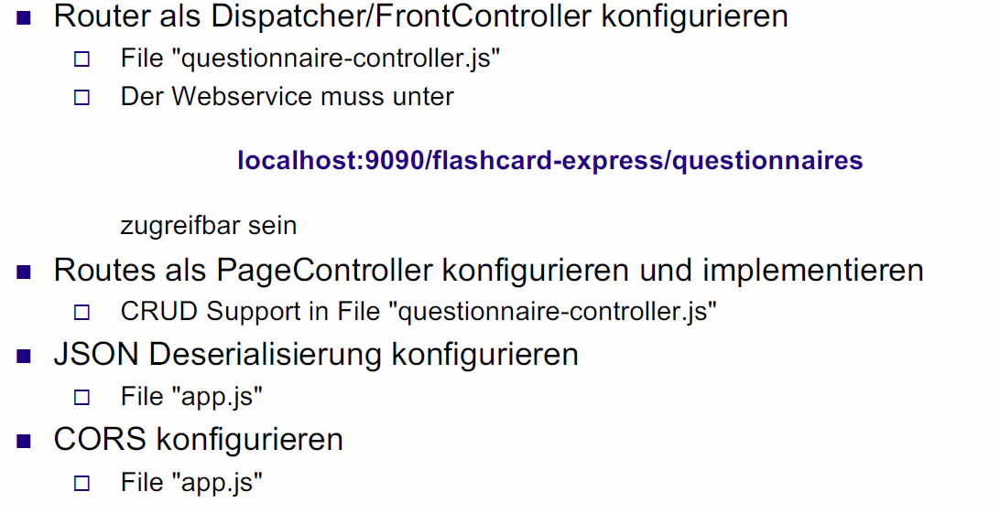 Router als Dispatcher/FrontController konfigurieren
File "questionnaire-controller.js"
Der Webservice muss unter
localhost:9090/flashcard-express/questionnaires
zugreifbar sein
Routes als PageController konfigurieren und implementieren
CRUD Support in File "questionnaire-controller.js"
JSON Deserialisierung konfigurieren
File "app.js"
CORS konfigurieren
File "app.js"